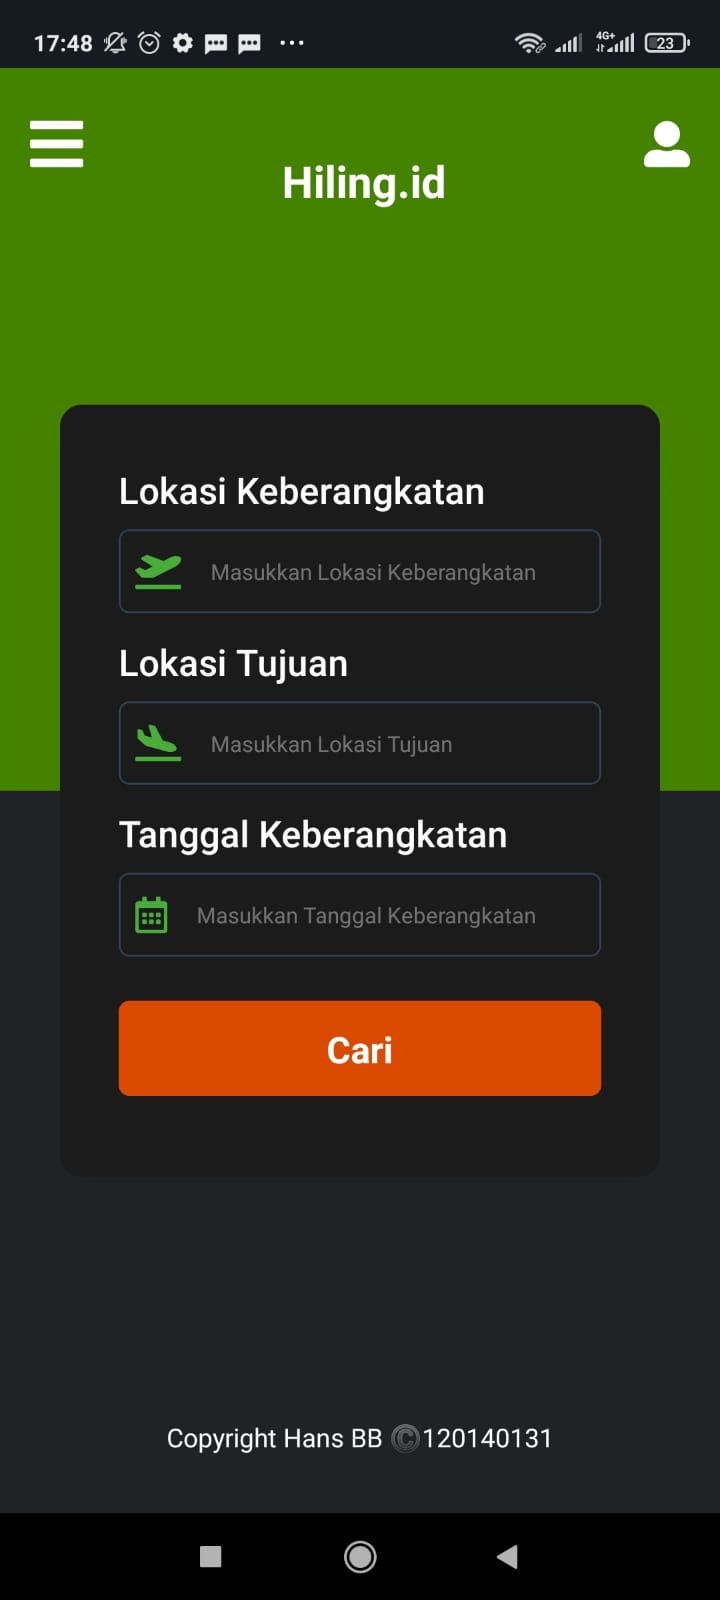 17:48
4G+
23
Hiling.id
Lokasi Keberangkatan
Masukkan Lokasi Keberangkatan
Lokasi Tujuan
Masukkan Lokasi Tujuan
Tanggal Keberangkatan
Masukkan Tanggal Keberangkatan
Cari
Copyright Hans BB ©120140131